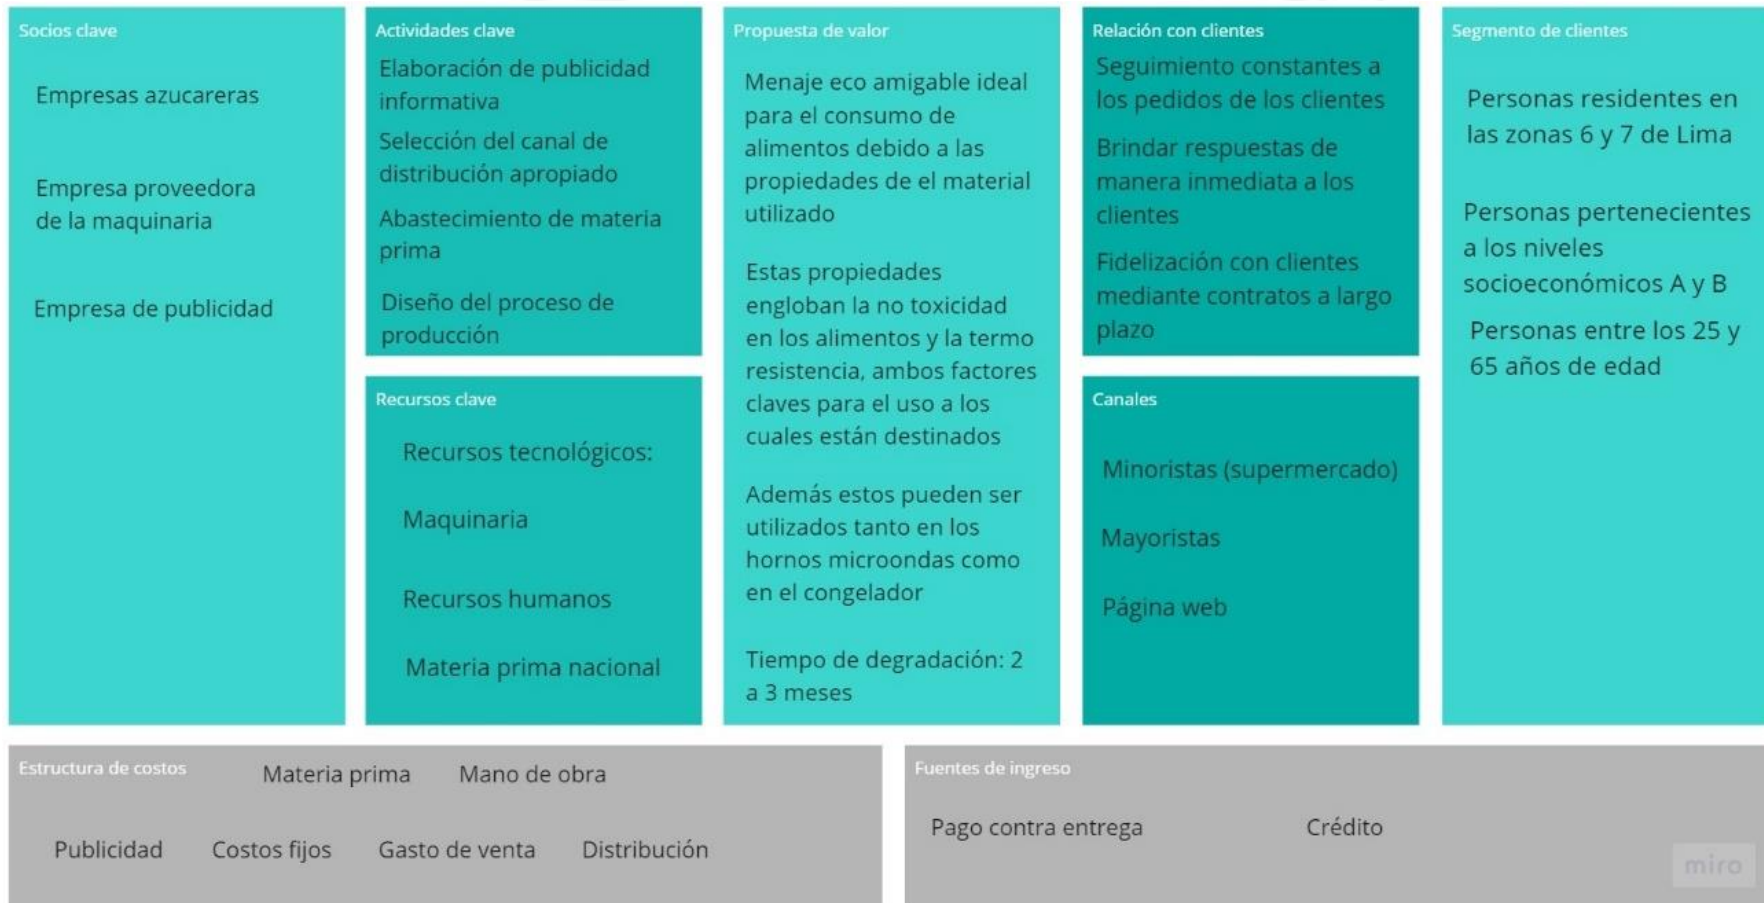 Socios clave
Empresas azucareras
Empresa proveedora
de la maquinaria
Empresa de publicidad
Actividades clave
Elaboración de publicidad
informativa
Selección del canal de
distribución apropiado
Abastecimiento de materia
prima
Diseño del proceso de
producción
Recursos clave
Recursos tecnológicos:
Maquinaria
Recursos humanos
Materia prima nacional
Propuesta de valor
Menaje eco amigable ideal
para el consumo de
alimentos debido a las
propiedades de el material
utilizado
Estas propiedades
engloban la no toxicidad
en los alimentos y la termo
resistencia, ambos factores
claves para el uso a los
cuales están destinados
Además estos pueden ser
utilizados tanto en los
hornos microondas como
en el congelador
Tiempo de degradación: 2
a 3 meses
Relación con clientes
Seguimiento constantes a
los pedidos de los clientes
Brindar respuestas de
manera inmediata a los
clientes
Fidelización con clientes
mediante contratos a largo
plazo
Canales
Minoristas (supermercado)
Mayoristas
Página web
Segmento de clientes
Personas residentes en
las zonas 6 y 7 de Lima
Personas pertenecientes
a los niveles
socioeconómicos A y B
Personas entre los 25 y
65 años de edad
Estructura de costos
Materia prima Mano de obra
Publicidad Costos fijos Gasto de venta Distribución
Fuentes de ingreso
Pago contra entrega Crédito
miro